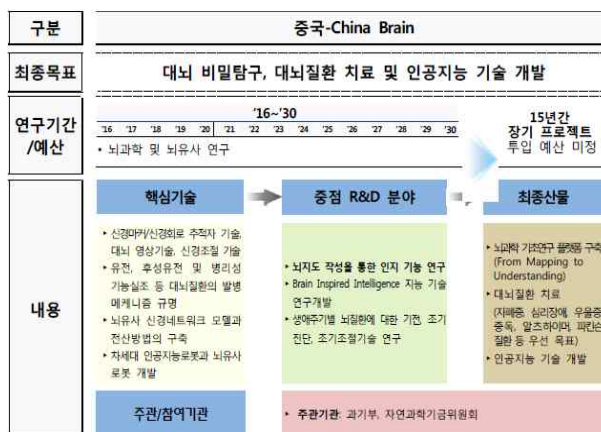 구분
중국-China Brain
최종목표
대뇌 비밀탐구, 대뇌질환 치료 및 인공지능 기술 개발
연구기간
/예산
'16~'30
'16 '17 '18 '19 '20 '21 '22 '23 '24 '25 '26 '27 '28 '29 '30
• 뇌과학 및 뇌유사 연구
15년간
장기 프로젝트
투입 예산 미정
내용
핵심기술
▸ 신경마커/신경회로 추적자 기술,
대뇌 영상기술, 신경조절 기술
▸ 유전, 후성유전 및 병리성
기능실조 등 대뇌질환의 발병
메케니즘 규명
▸ 뇌유사 신경네트워크 모델과
전산방법의 구축
▸ 차세대 인공지능로봇과 뇌유사
로봇 개발
중점 R&D 분야
▸ 뇌지도 작성을 통한 인지 기능 연구
▸ Brain Inspired Intelligence 지능 기술
연구개발
▸ 생애주기별 뇌질환에 대한 기전, 조기
진단, 조기조절기술 연구
최종산물
▸ 뇌과학 기초연구 플랫폼 구축
(From Mapping to
Understanding)
▸ 대뇌질환 치료
(자폐증, 심리장애, 우울증,
중독, 알츠하이머, 파킨슨
질환 등 우선 목표)
▸ 인공지능 기술 개발
주관/참여기관
▸ 주관기관: 과기부, 자연과학기금위원회